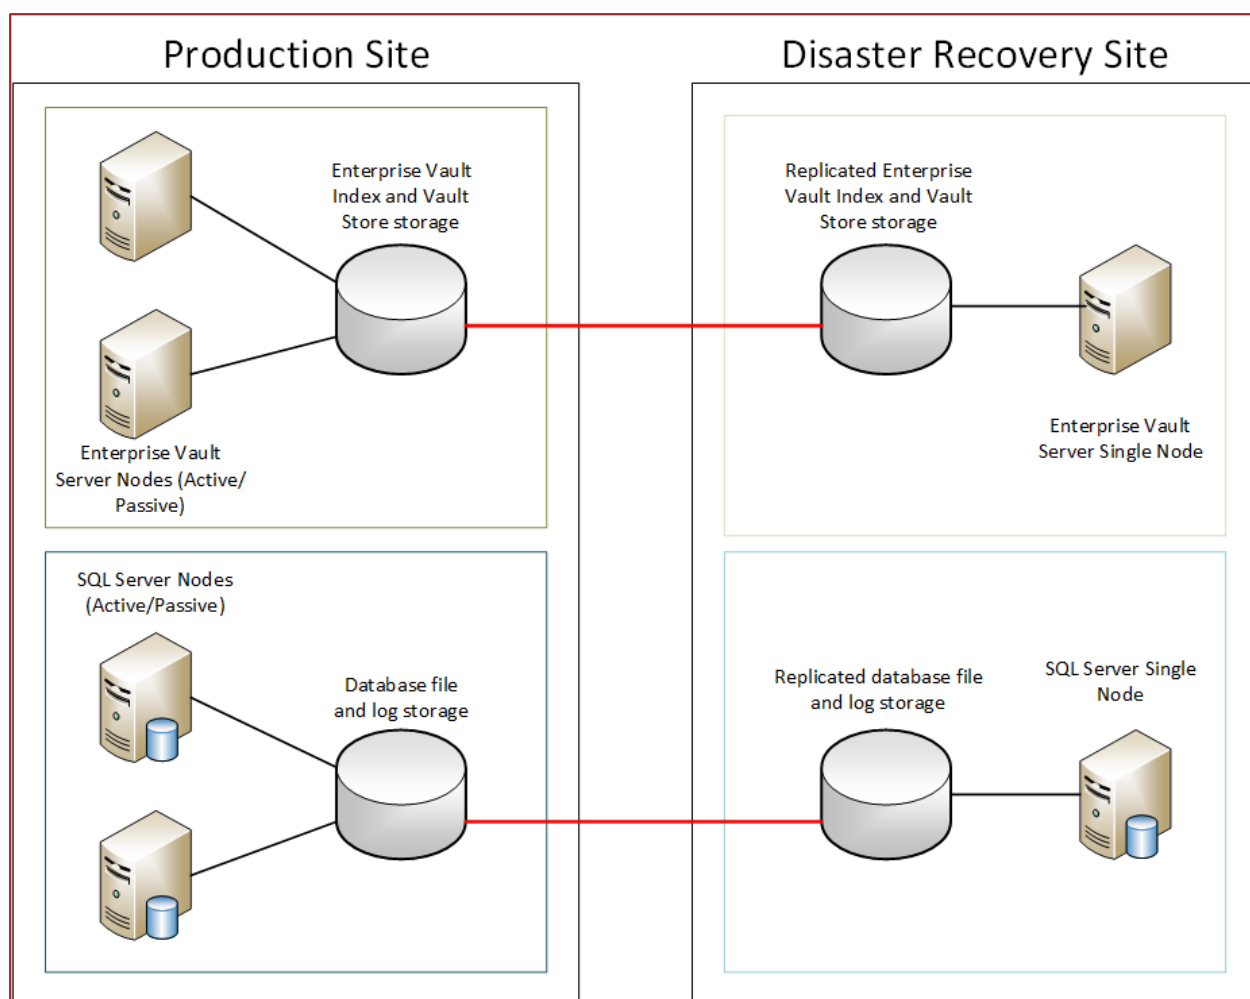 Production Site
Disaster Recovery Site
Enterprise Vault
Index and Vault
Store storage
Enterprise Vault
Server Nodes (Active/
Passive)
Replicated Enterprise
Vault Index and Vault
Store storage
Enterprise Vault
Server Single Node
SQL Server Nodes
(Active/Passive)
Database file
and log storage
Replicated database file
and log storage
SQL Server Single
Node